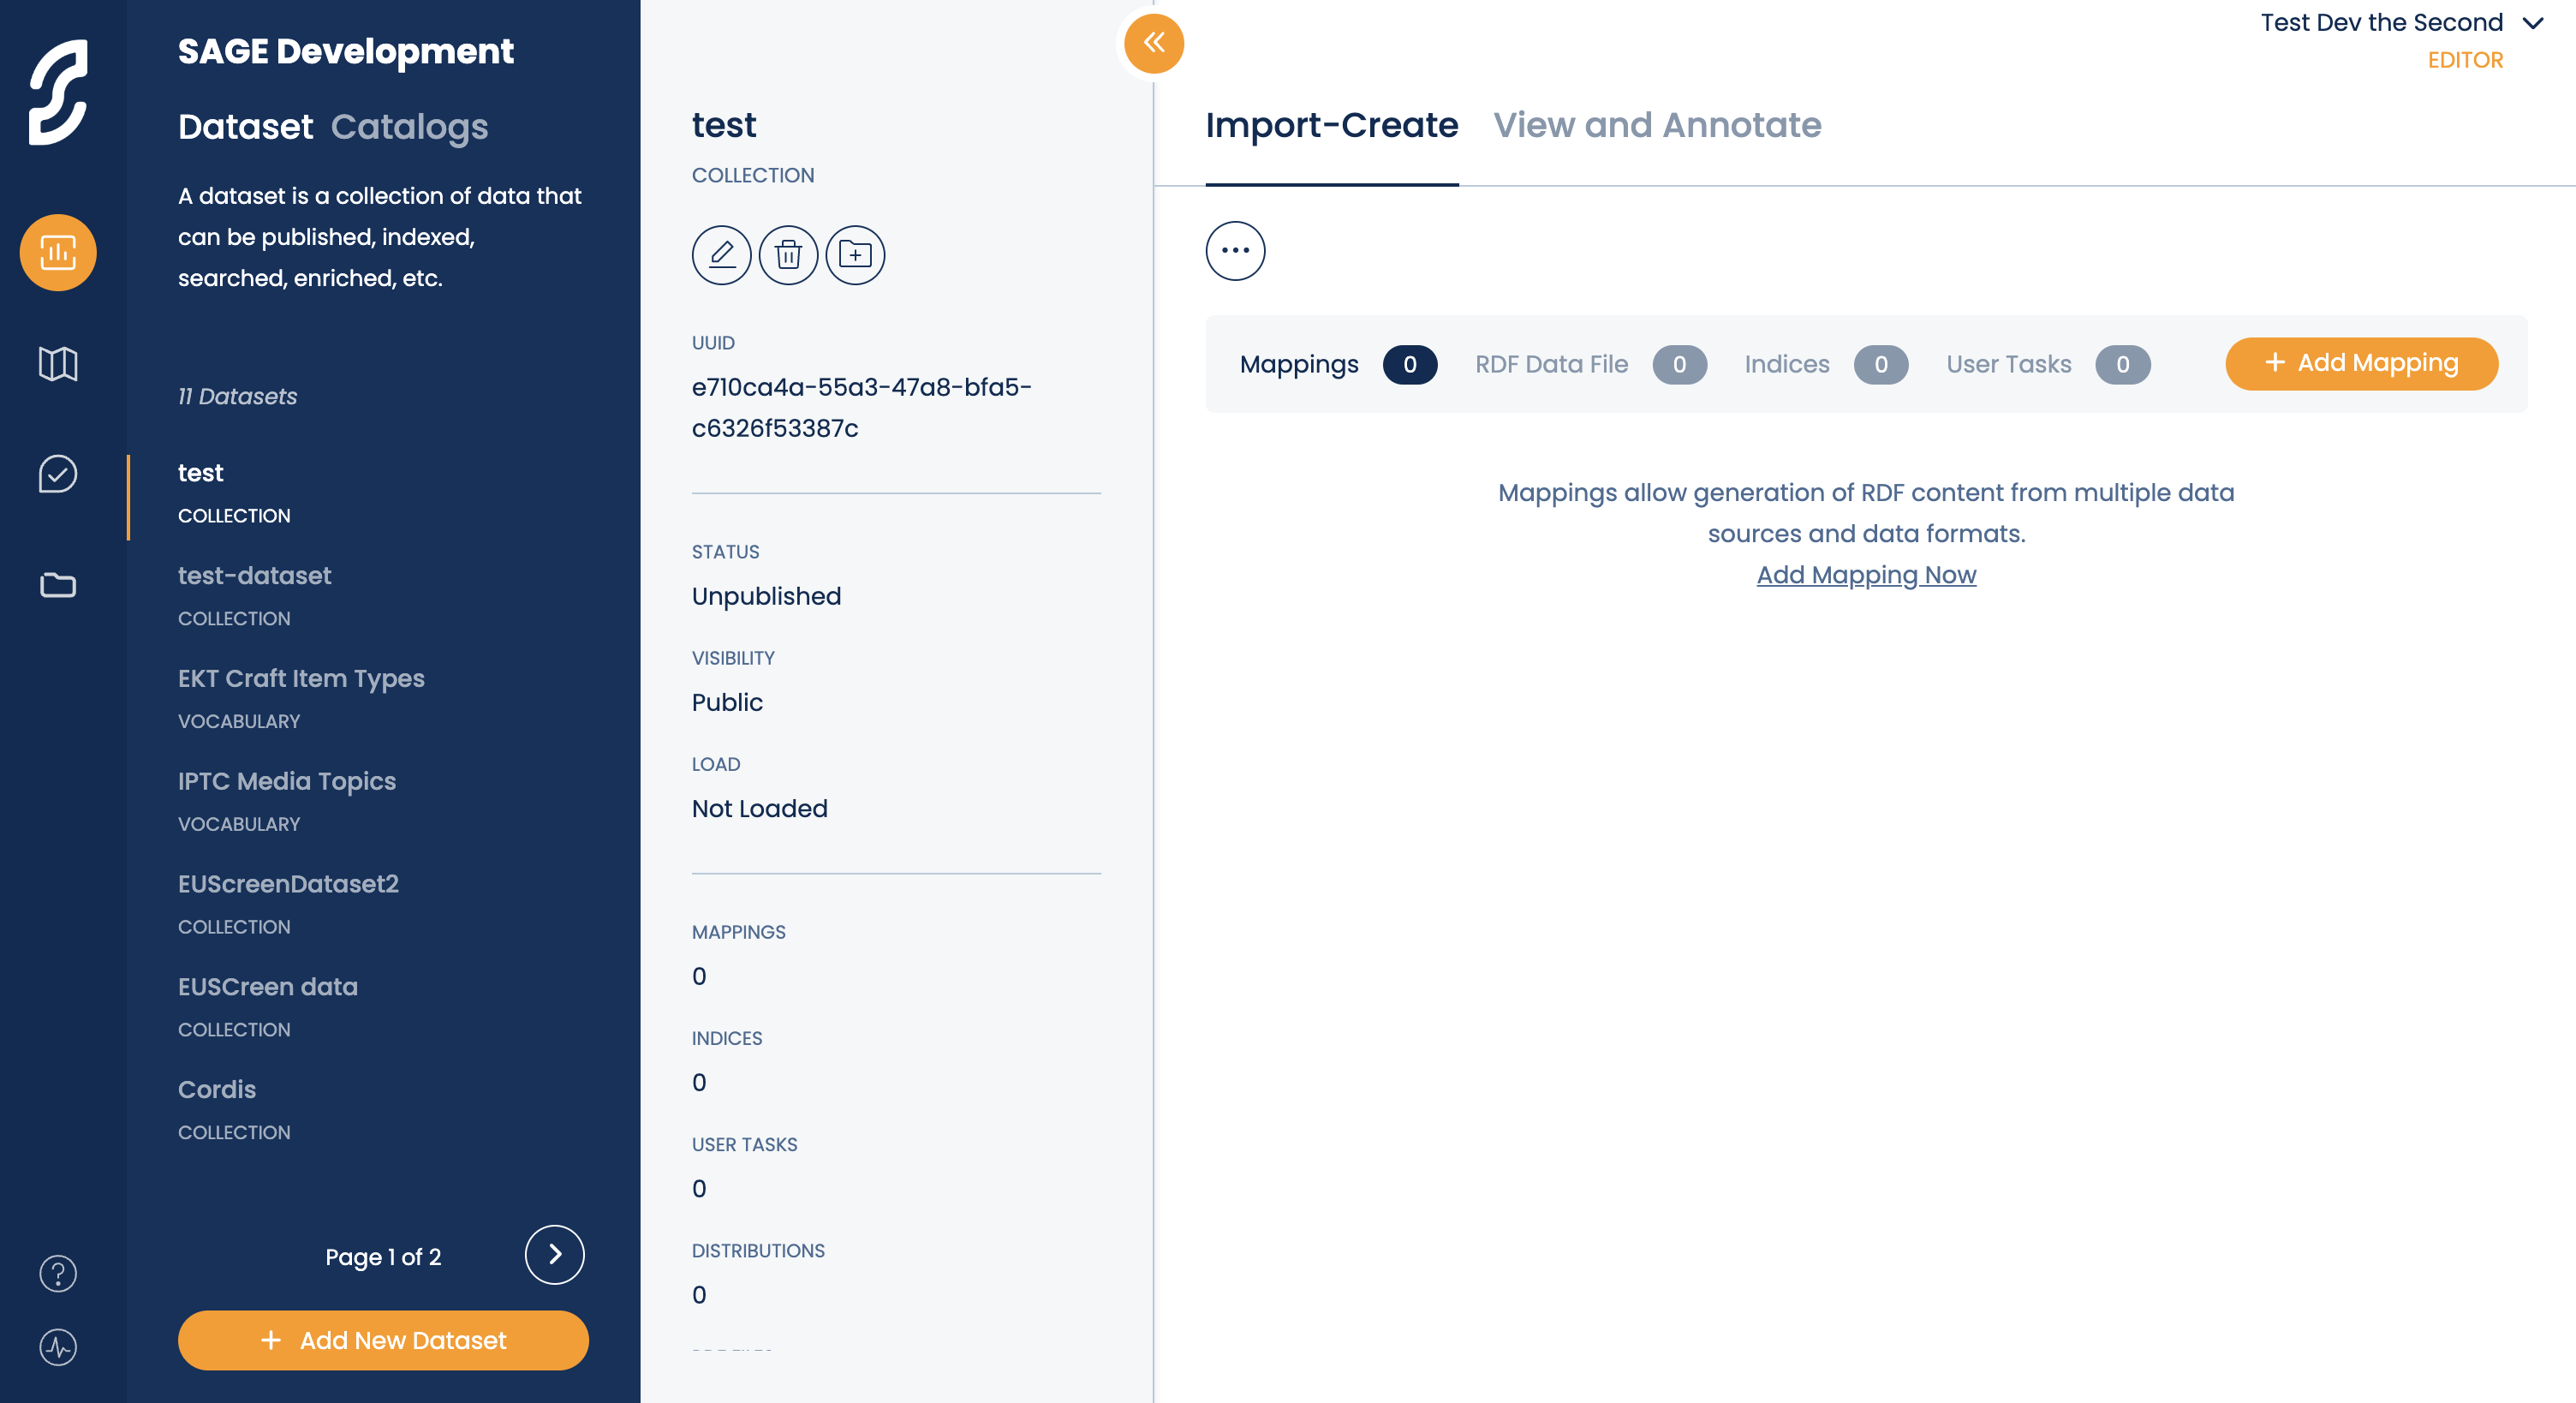 SAGE Development
Dataset Catalogs
A dataset is a collection of data that
can be published, indexed,
searched, enriched, etc.
11 Datasets
test
COLLECTION
test-dataset
COLLECTION
EKT Craft Item Types
VOCABULARY
IPTC Media Topics
VOCABULARY
EUScreenDataset2
COLLECTION
EUSCreen data
COLLECTION
Cordis
COLLECTION
Page 1 of 2
+ Add New Dataset
test
COLLECTION
UUID
e710ca4a-55a3-47a8-bfa5-
c6326f53387c
STATUS
Unpublished
VISIBILITY
Public
LOAD
Not Loaded
MAPPINGS
0
INDICES
0
USER TASKS
0
DISTRIBUTIONS
0
Test Dev the Second
EDITOR
Import-Create View and Annotate
Mappings 0 RDF Data File 0 Indices 0 User Tasks 0 + Add Mapping
Mappings allow generation of RDF content from multiple data
sources and data formats.
Add Mapping Now